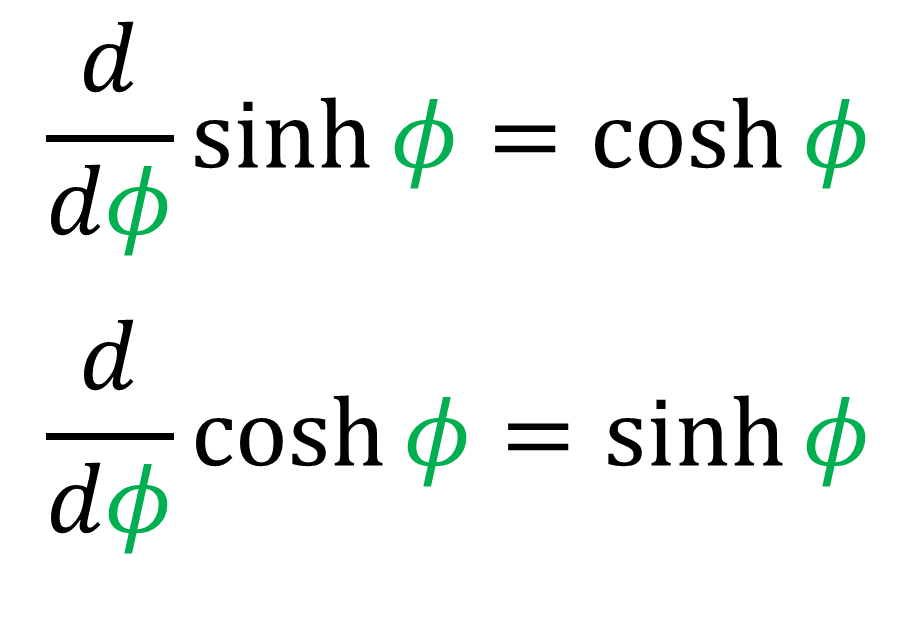 d/dϕ sinh ϕ = cosh ϕ
d/dϕ cosh ϕ = sinh ϕ